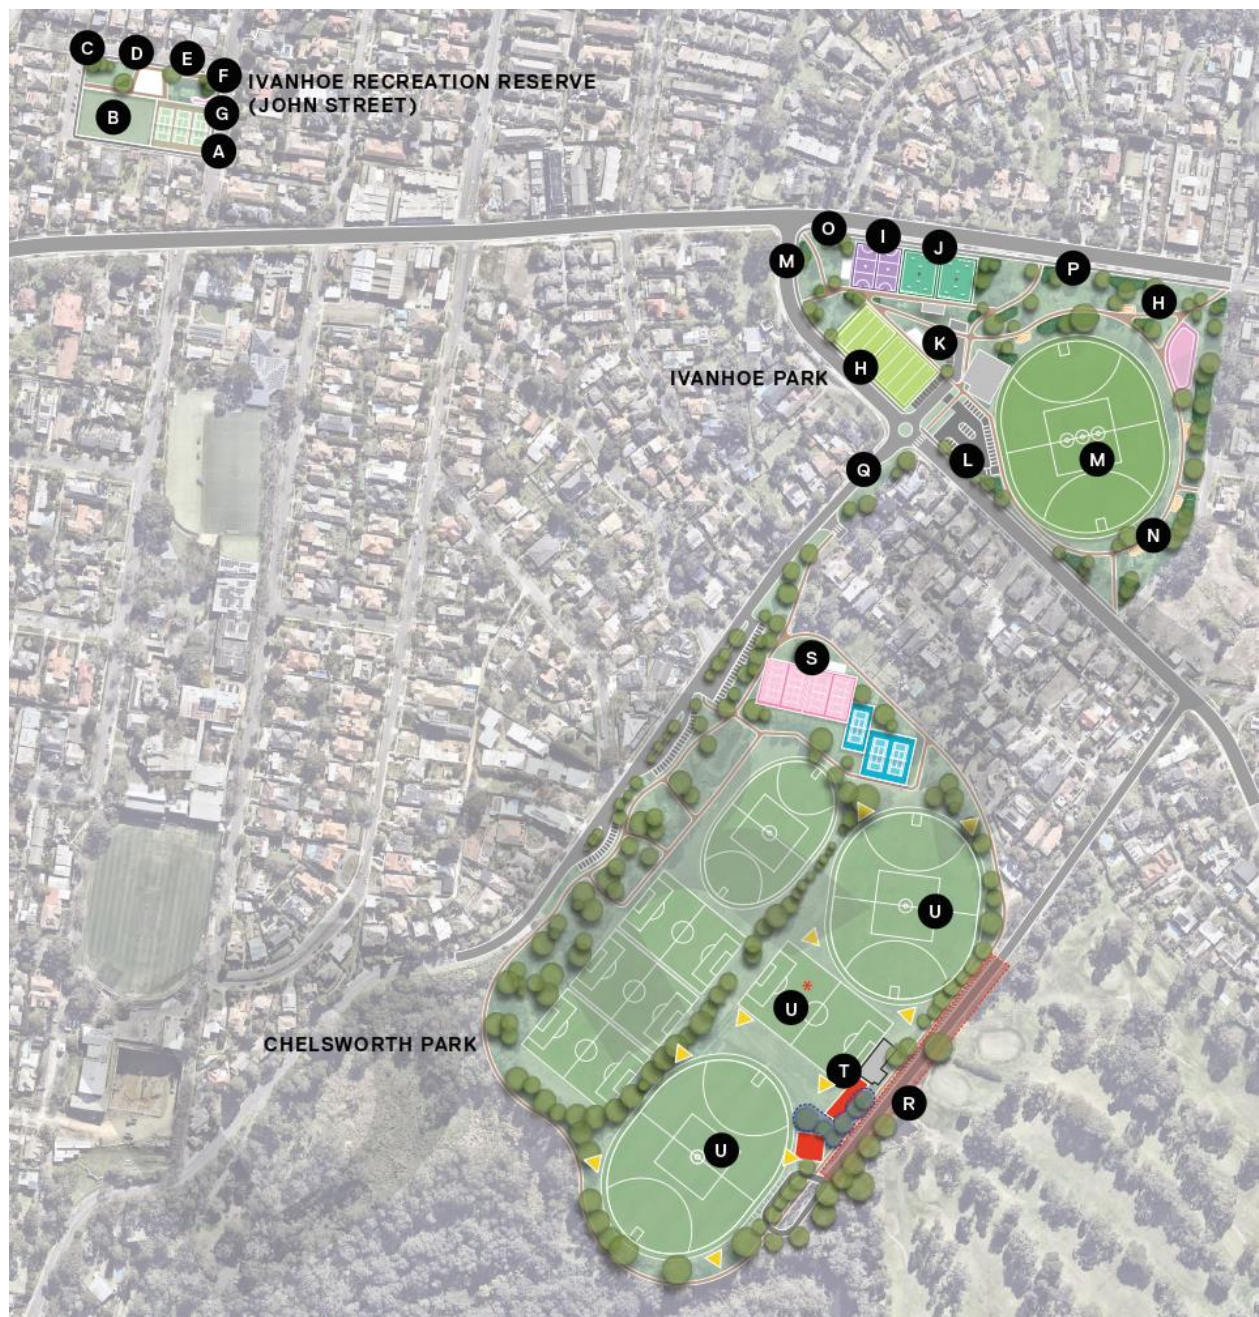 C
D
E
F
IVANHOE RECREATION RESERVE
(JOHN STREET)
G
B
A
O
I
J
M
P
H
K
H
IVANHOE PARK
M
L
Q
N
S
U
*
U
CHELSWORTH PARK
T
R
U